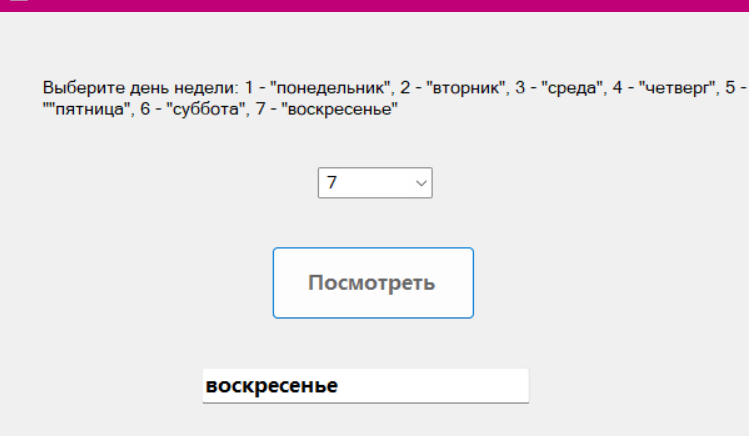 Выберите день недели: 1 - "понедельник", 2 - "вторник", 3 - "среда", 4 - "четверг", 5 -
""пятница", 6 - "суббота", 7 - "воскресенье"
7
Посмотреть
воскресенье